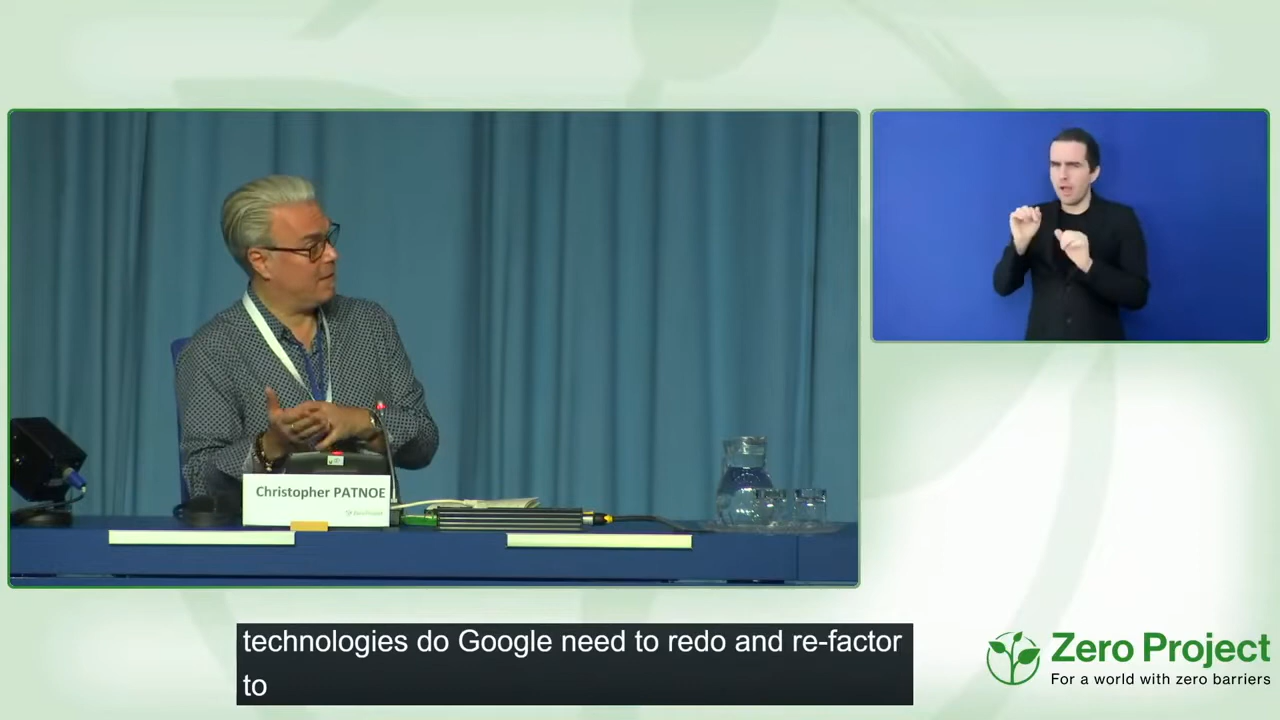 Christopher PATNOE
technologies do Google need to redo and re-factor
to
Zero Project
For a world with zero barriers